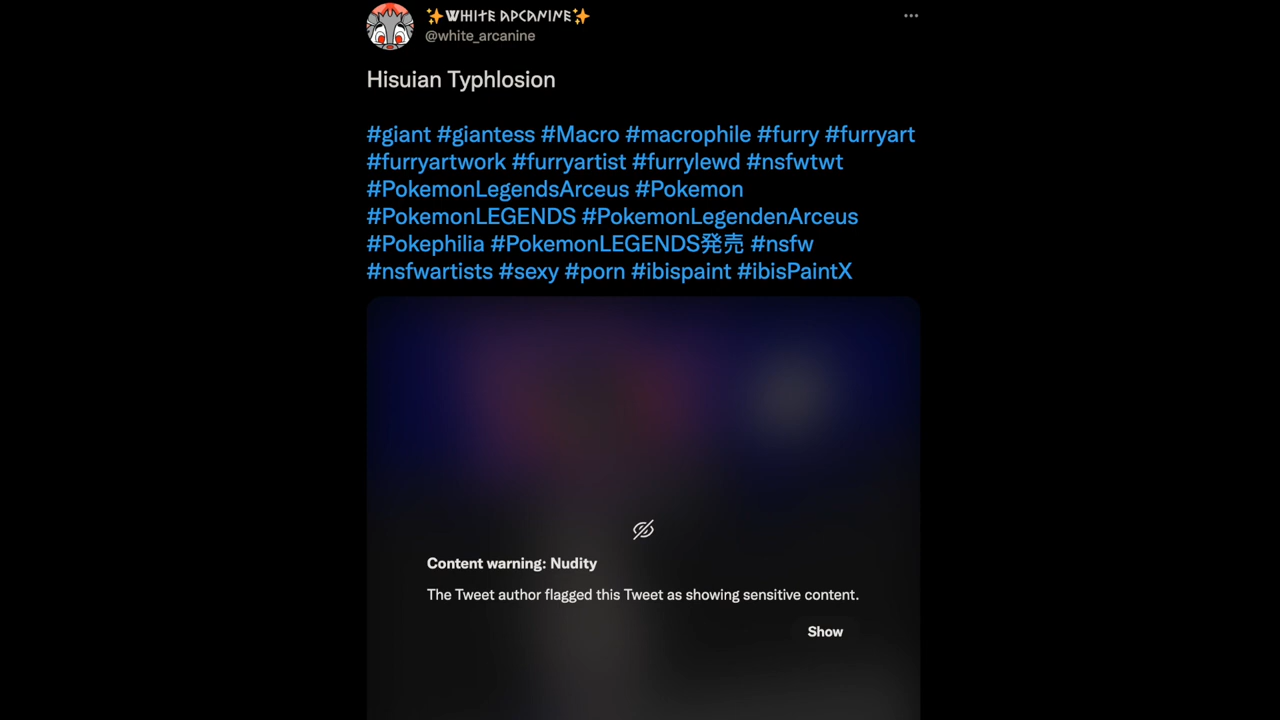 ✨WHITE ARCANINE✨
@white_arcanine
Hisuian Typhlosion
#giant #giantess #Macro #macrophile #furry #furryart
#furryartwork #furryartist #furrylewd #nsfwtwt
#PokemonLegendsArceus #Pokemon
#PokemonLEGENDS #PokemonLegendenArceus
#Pokephilia #PokemonLEGENDS発売 #nsfw
#nsfwartists #sexy #porn #ibispaint #ibisPaintX
Content warning: Nudity
The Tweet author flagged this Tweet as showing sensitive content.
Show